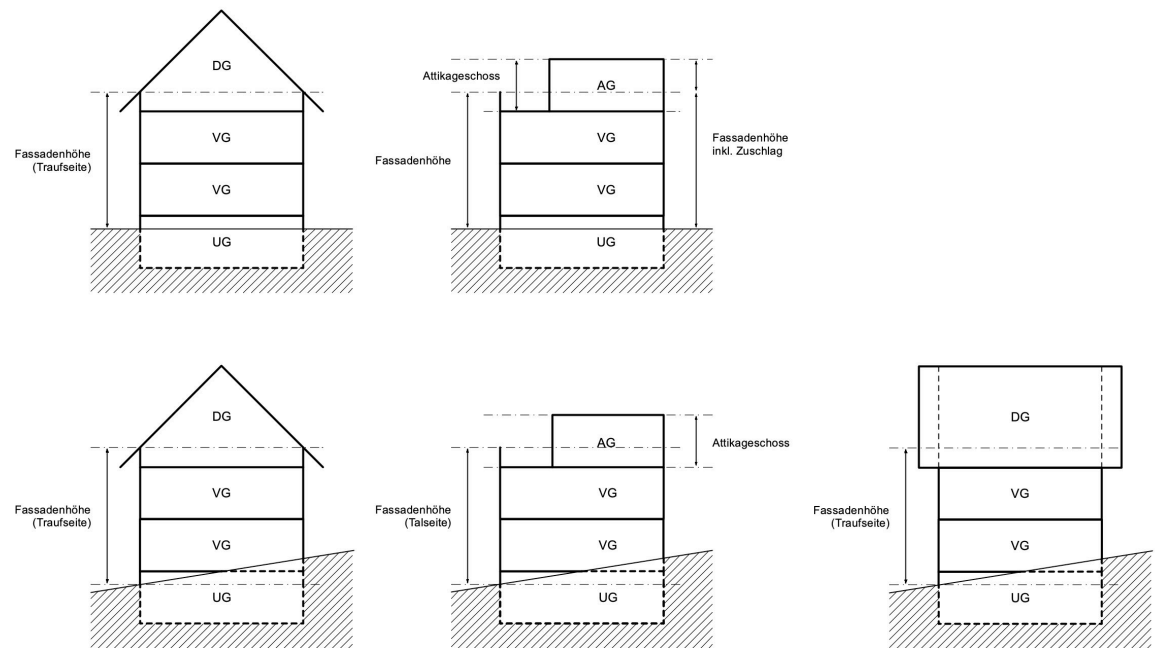 DG
VG
VG
UG
Fassadenhöhe
(Traufseite)
Attikageschoss
AG
VG
VG
UG
Fassadenhöhe
Fassadenhöhe
inkl. Zuschlag
DG
VG
VG
UG
Fassadenhöhe
(Traufseite)
AG
Attikageschoss
VG
VG
UG
Fassadenhöhe
(Talseite)
DG
VG
VG
UG
Fassadenhöhe
(Traufseite)